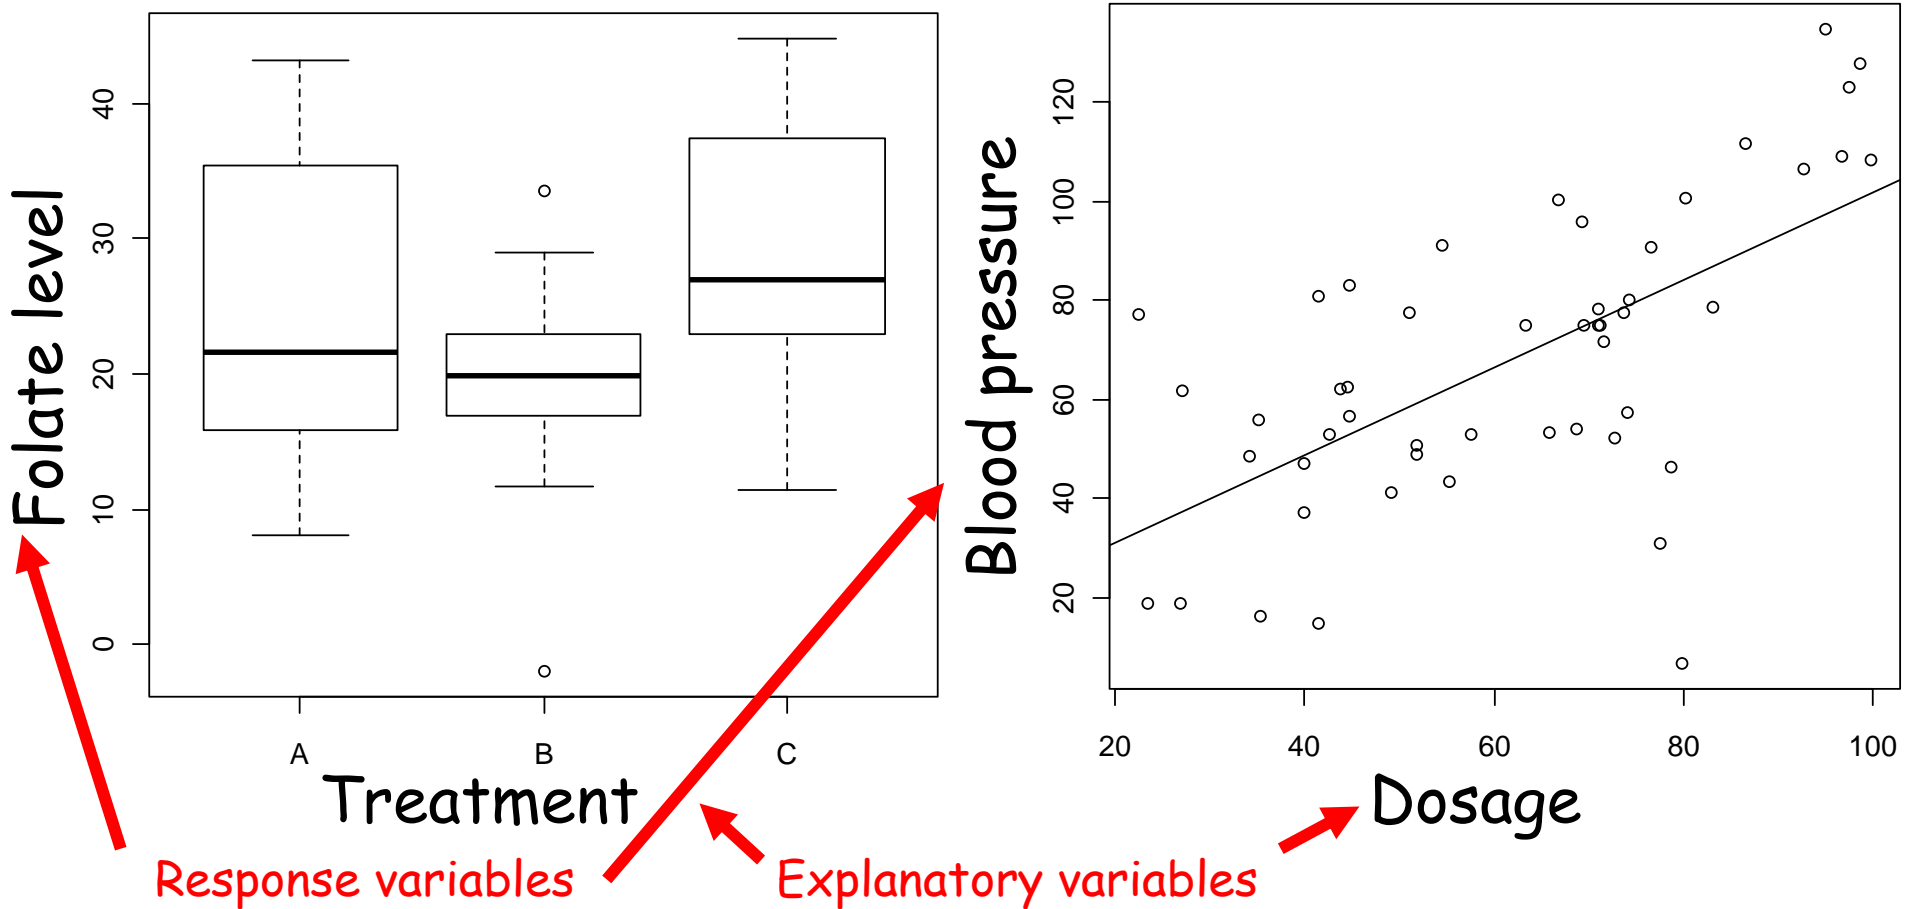 Folate level
40
30
20
10
0
A B C
Treatment
Blood pressure
120
100
80
60
40
20
20 40 60 80 100
Dosage
Response variables
Explanatory variables